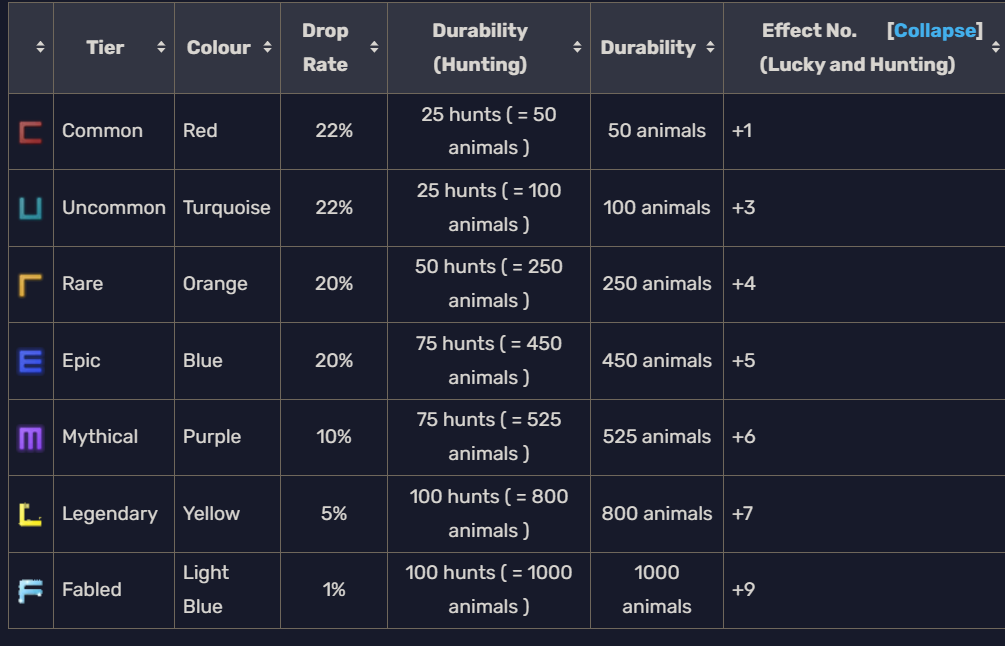 Tier Colour Drop Rate Durability (Hunting) Durability Effect No. [Collapse] (Lucky and Hunting)
Common Red 22% 25 hunts ( = 50 animals ) 50 animals +1
Uncommon Turquoise 22% 25 hunts ( = 100 animals ) 100 animals +3
Rare Orange 20% 50 hunts ( = 250 animals ) 250 animals +4
Epic Blue 20% 75 hunts ( = 450 animals ) 450 animals +5
Mythical Purple 10% 75 hunts ( = 525 animals ) 525 animals +6
Legendary Yellow 5% 100 hunts ( = 800 animals ) 800 animals +7
Fabled Light Blue 1% 100 hunts ( = 1000 animals ) 1000 animals +9